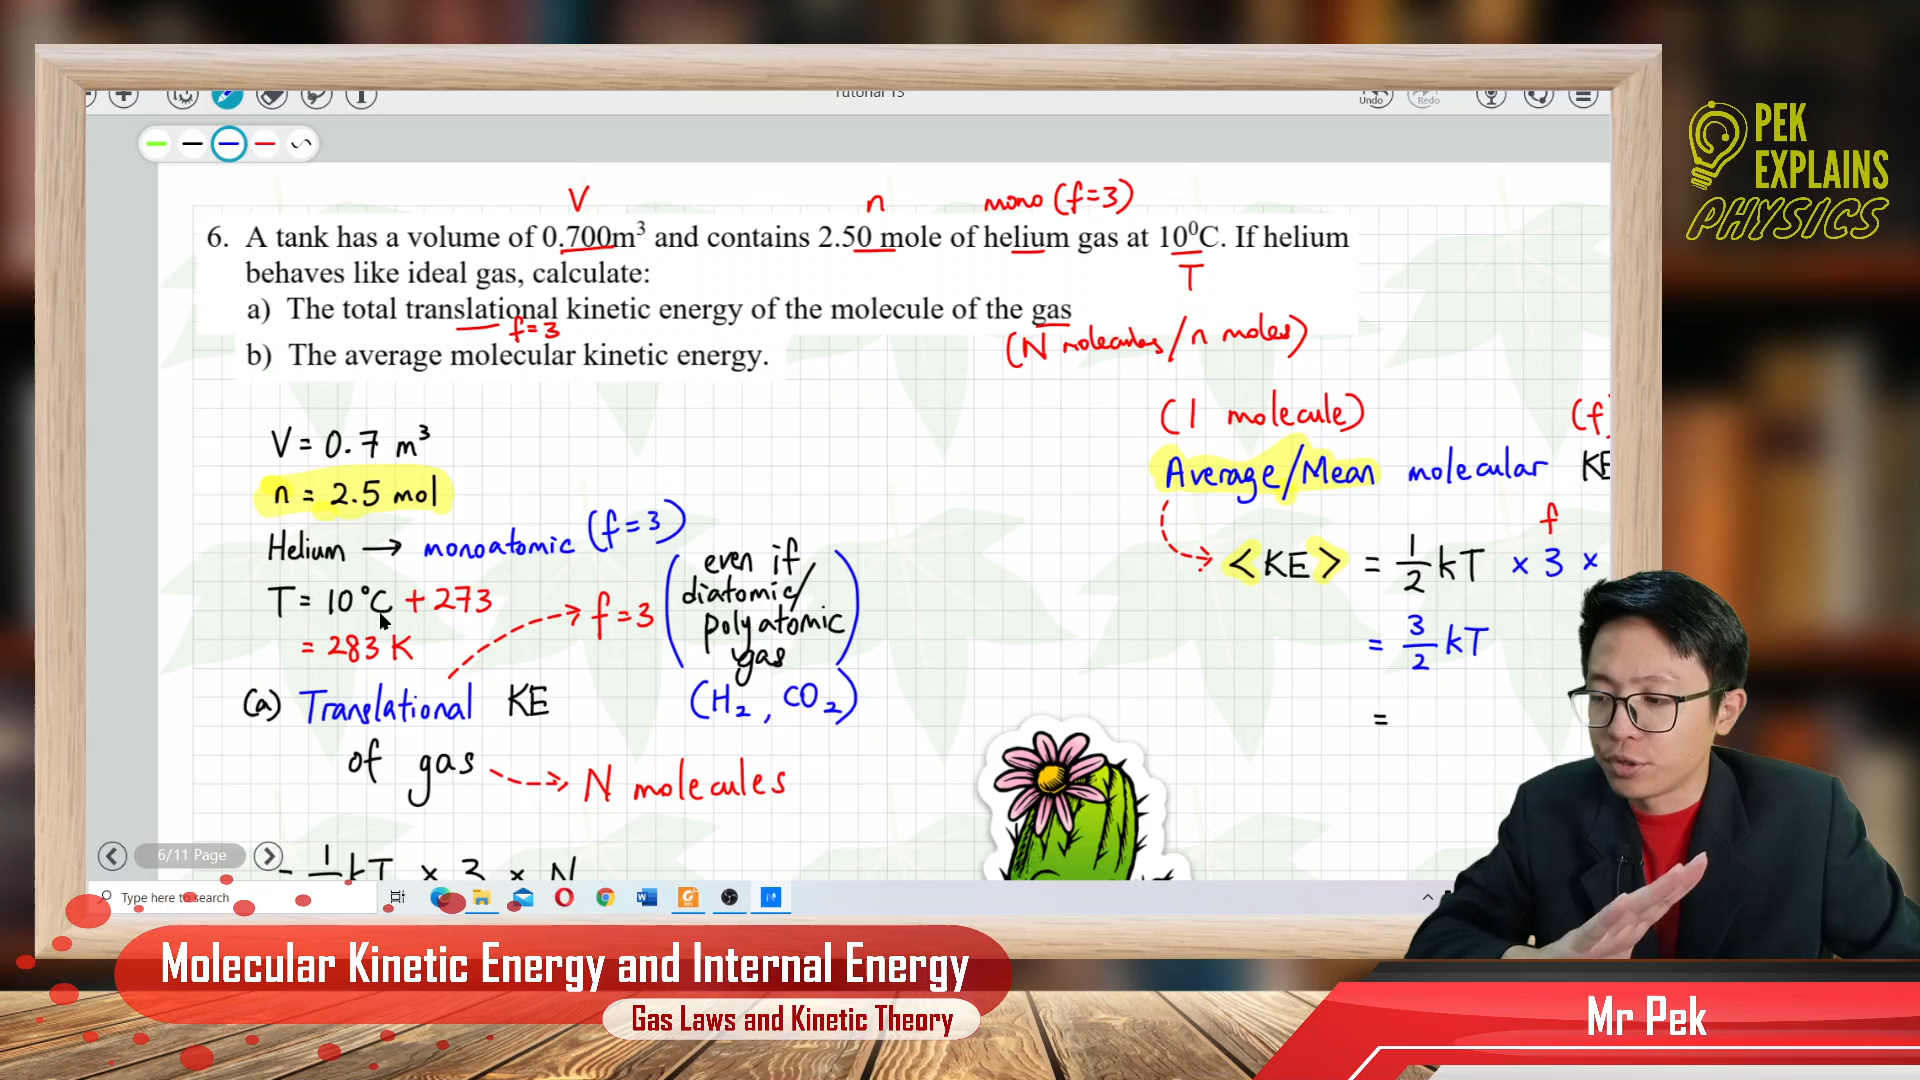 Tutorial 13
Undo
Redo
PEK
EXPLAINS
PHYSICS
V
n
mono (f=3)
6. A tank has a volume of 0.700m³ and contains 2.50 mole of helium gas at 10⁰C. If helium
behaves like ideal gas, calculate:
T
a) The total translational kinetic energy of the molecule of the gas
f=3
(N molecules/n moles)
b) The average molecular kinetic energy.
(1 molecule)
(f)
V = 0.7 m³
Average/Mean molecular KE
n = 2.5 mol
f
Helium → monoatomic (f=3)
<KE> = 1/2 kT × 3 ×
T = 10°C + 273
f=3
(even if
diatomic/
polyatomic
gas)
= 283 K
= 3/2 kT
(a) Translational KE
(H₂, CO₂)
=
of gas
N molecules
= 1/2 kT × 3 × N
6/11 Page
Type here to search
Molecular Kinetic Energy and Internal Energy
Gas Laws and Kinetic Theory
Mr Pek